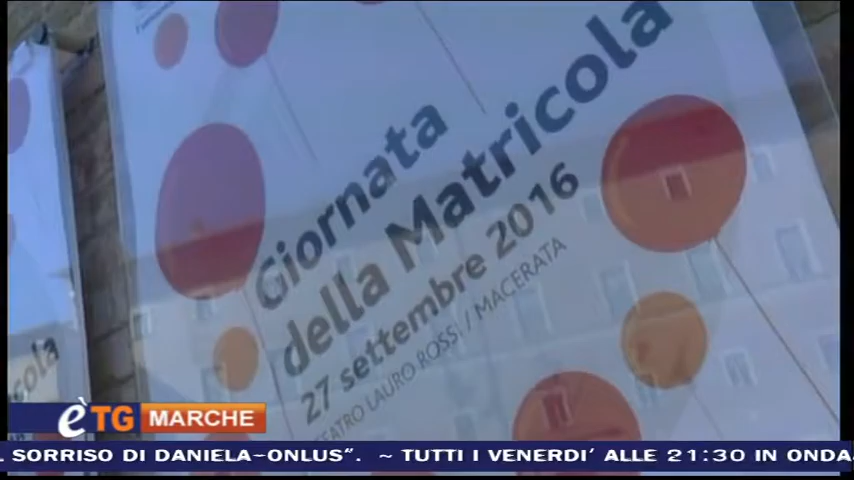 Giornata
della Matricola
27 settembre 2016
TEATRO LAURO ROSSI / MACERATA
cola
è TG MARCHE
L SORRISO DI DANIELA-ONLUS". ~ TUTTI I VENERDI' ALLE 21:30 IN ONDA